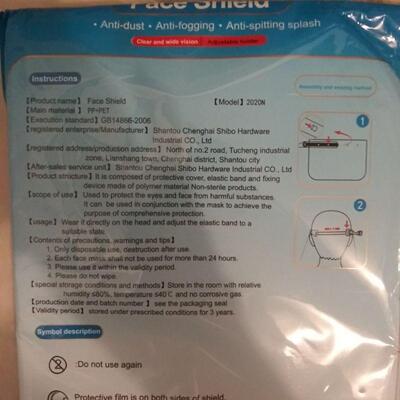 Face Shield
· Anti-dust · Anti-fogging · Anti-spitting splash
Clear and wide vision Adjustable holder
Instructions
Assembly and wearing method
【Product name】 Face Shield 【Model】2020N
【Main material】 PP+PET
【Execution standard】GB14866-2006
【registered enterprise/Manufacturer】 Shantou Chenghai Shibo Hardware
INDUSTRIAL CO., Ltd
【registered address/production address】 North of no.2 road, Tucheng industrial
zone, Lianshang town, Chenghai district, Shantou city
【After-sales service unit】 Shantou Chenghai Shibo Hardware Industrial CO., Ltd
【Product structure】It is composed of protective cover, elastic band and fixing
device made of polymer material Non-sterile products.
【scope of use】 Used to protect the eyes and face from harmful substances.
It can be used in conjunction with the mask to achieve the
purpose of comprehensive protection.
【usage】 Wear it directly on the head and adjust the elastic band to a
suitable state.
【Contents of precautions, warnings and tips】
1. Only disposable use, destruction after use.
2. Each face mask shall not be used for more than 24 hours.
3. Please use it within the validity period.
4. Please do not wipe.
【special storage conditions and methods】Store in the room with relative
humidity ≤80%, temperature ≤40℃ and no corrosive gas.
【production date and batch number】 see the packaging seal
【Validity period】 stored under prescribed conditions for 3 years.
1
2
Symbol description
2
:Do not use again
:Protective film is on both sides of shield.